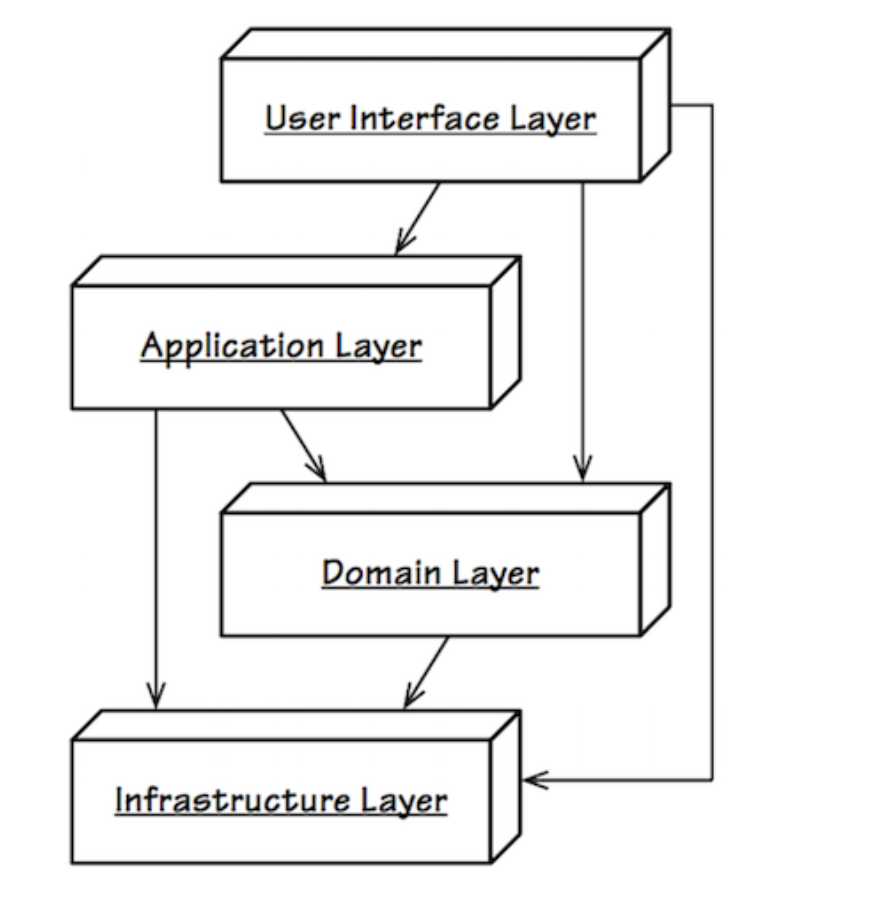 User Interface Layer
Application Layer
Domain Layer
Infrastructure Layer